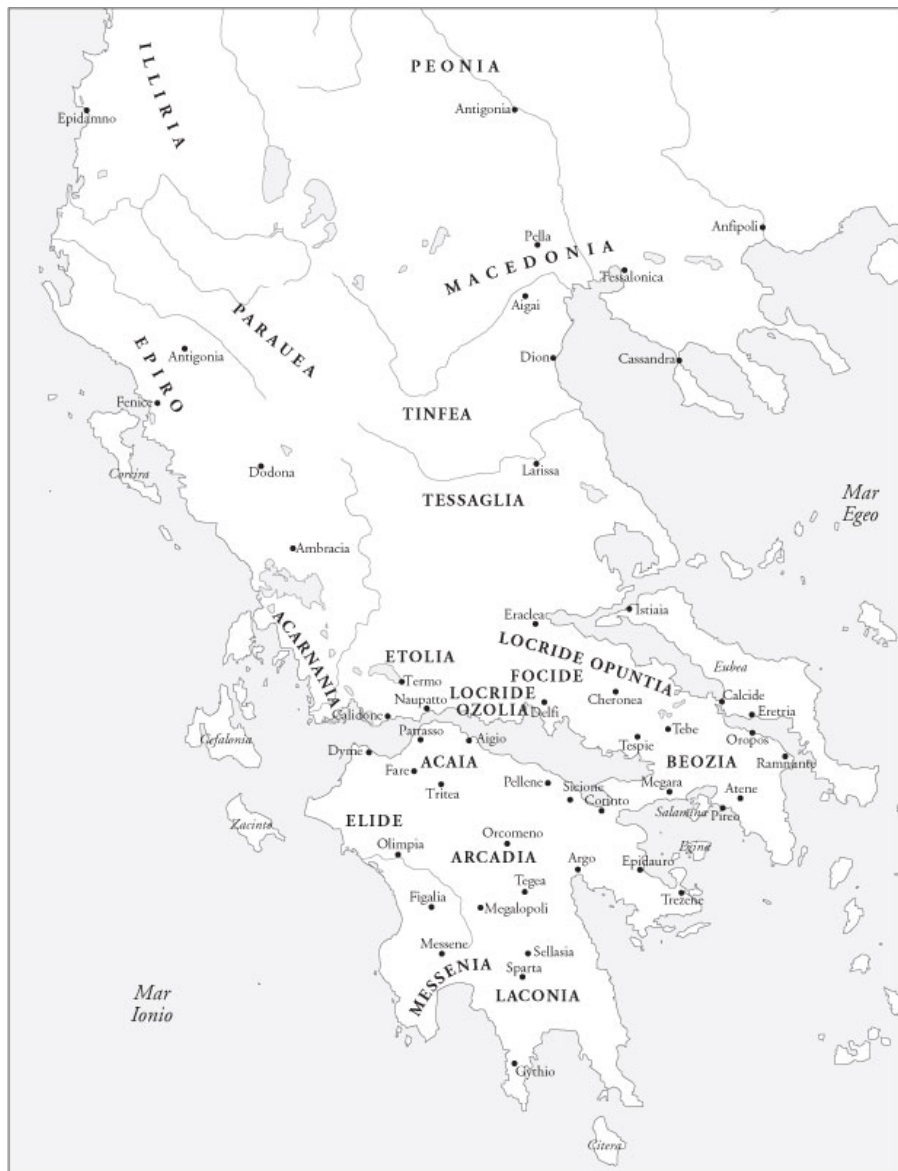 ILLIRIA
PEONIA
Epidamno
Antigonia
Anfipoli
Pella
MACEDONIA
Tessalonica
Aigai
PARAUEA
EPIRO
Antigonia
Dion
Cassandra
Fenice
TINFEA
Corcira
Dodona
Larissa
TESSAGLIA
Mar
Egeo
Ambracia
Eraclea
Istiaia
ACARNANIA
LOCRIDE OPUNTIA
ETOLIA
FOCIDE
Eubea
Termo
Cheronea
Naupatto
LOCRIDE
OZOLIA
Calidone
Delfi
Calcide
Eretria
Cefalonia
Patrasso
Aigio
Tespie
Tebe
Oropos
Dyme
ACAIA
BEOZIA
Ramnunte
Fare
Tritea
Pellene
Sicione
Megara
Atene
Corinto
Salamina
Pireo
Zacinto
ELIDE
Orcomeno
Egina
Olimpia
ARCADIA
Argo
Epidauro
Tegea
Figalia
Megalopoli
Trezene
Messene
Sellasia
MESSENIA
Sparta
LACONIA
Mar
Ionio
Gythio
Citera